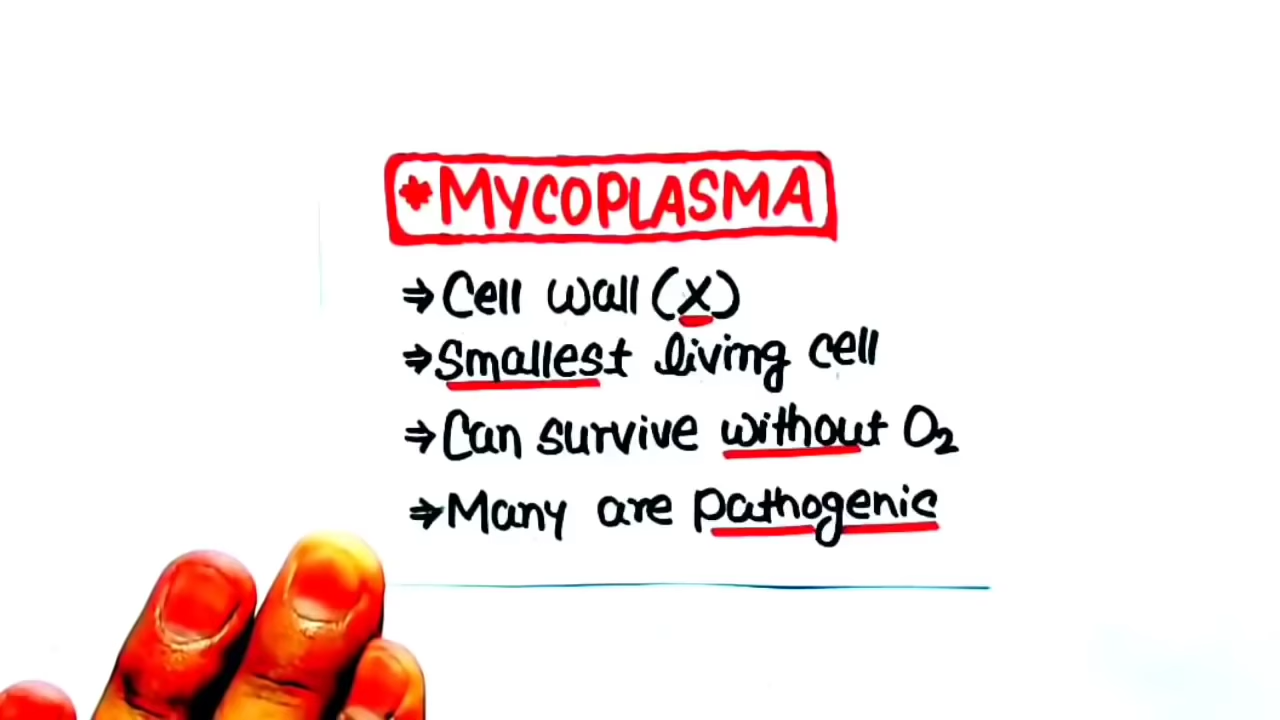 *MYCOPLASMA
⇒ Cell wall (X)
⇒ Smallest living cell
⇒ Can survive without O₂
⇒ Many are pathogenic